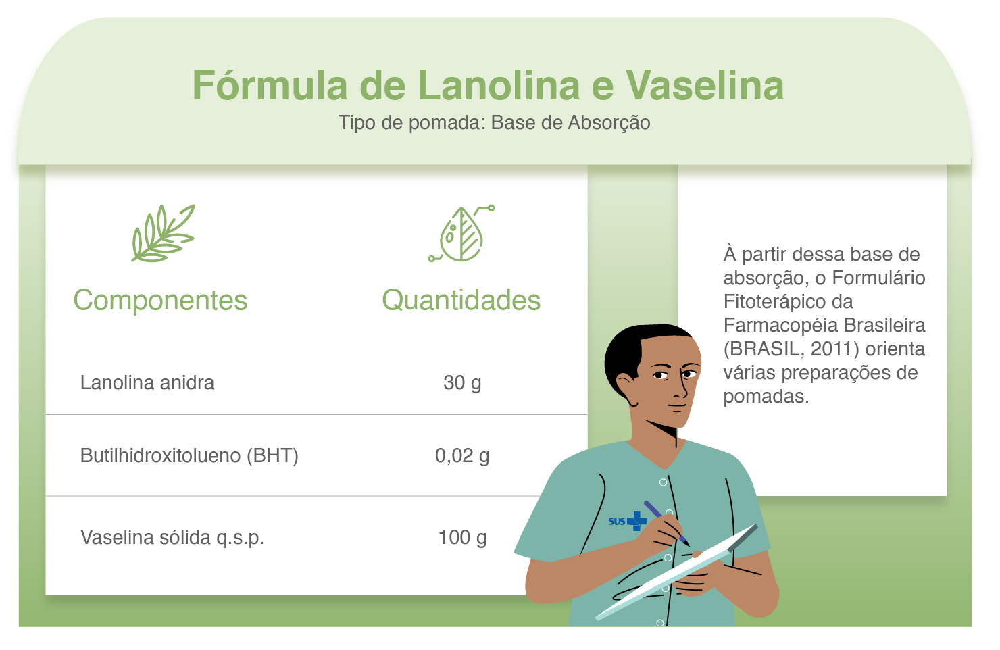 Fórmula de Lanolina e Vaselina
Tipo de pomada: Base de Absorção
Componentes
Quantidades
Lanolina anidra
30 g
Butilhidroxitolueno (BHT)
0,02 g
Vaselina sólida q.s.p.
100 g
À partir dessa base de
absorção, o Formulário
Fitoterápico da
Farmacopéia Brasileira
(BRASIL, 2011) orienta
várias preparações de
pomadas.
SUS